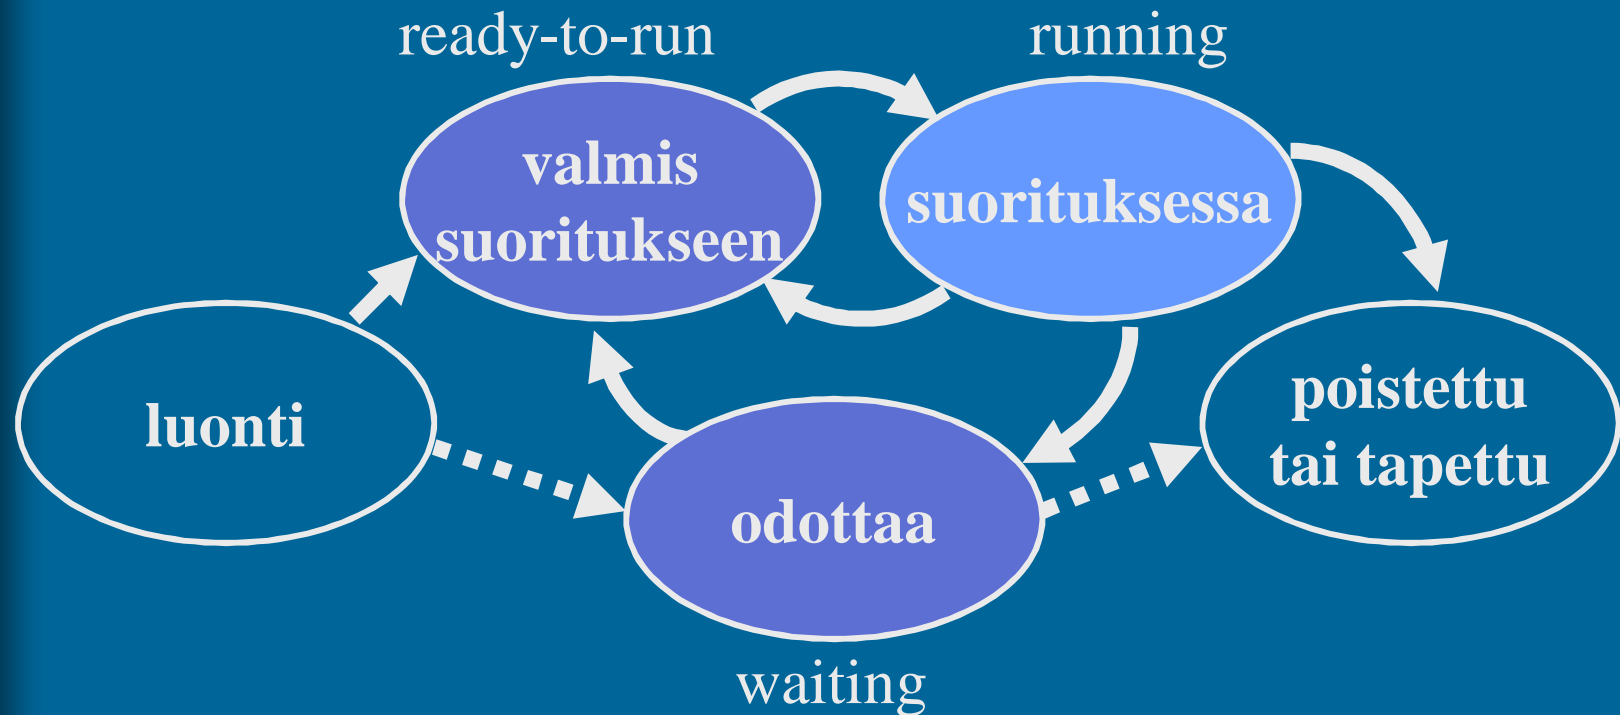 ready-to-run
running
valmis
suoritukseen
suorituksessa
luonti
poistettu
tai tapettu
odottaa
waiting